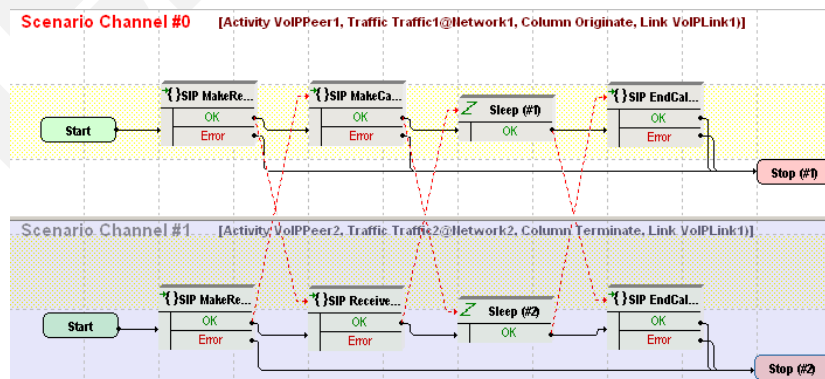 Scenario Channel #0 [Activity VoIPPeer1, Traffic Traffic1@Network1, Column Originate, Link VoIPLink1)]
{}SIP MakeRe... {}SIP MakeCa... Sleep (#1) {}SIP EndCal...
Start OK OK OK OK
Error Error Error
Stop (#1)
Scenario Channel #1 [Activity VoIPPeer2, Traffic Traffic2@Network2, Column Terminate, Link VoIPLink1)]
{}SIP MakeRe... {}SIP Receive... Sleep (#2) {}SIP EndCal...
Start OK OK OK OK
Error Error Error
Stop (#2)